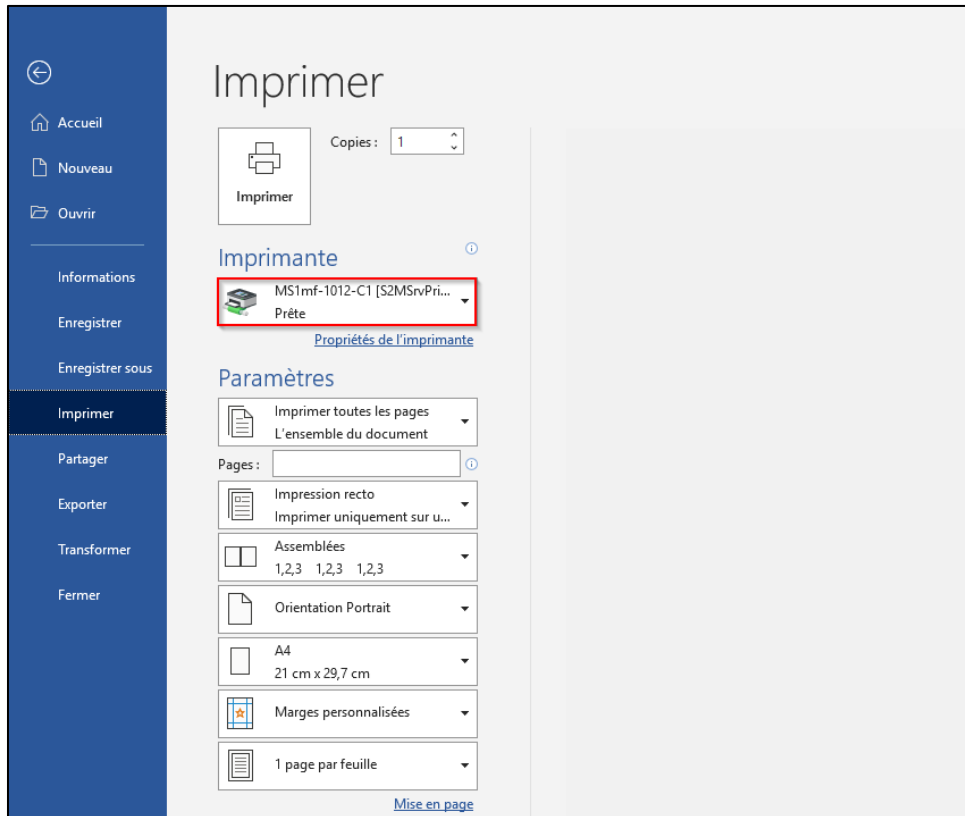 Imprimer
Accueil
Nouveau
Ouvrir
Informations
Enregistrer
Enregistrer sous
Imprimer
Partager
Exporter
Transformer
Fermer
Copies : 1
Imprimer
Imprimante
MS1mf-1012-C1 [S2MSrvPri...
Prête
Propriétés de l'imprimante
Paramètres
Imprimer toutes les pages
L'ensemble du document
Pages :
Impression recto
Imprimer uniquement sur u...
Assemblées
1,2,3 1,2,3 1,2,3
Orientation Portrait
A4
21 cm x 29,7 cm
Marges personnalisées
1 page par feuille
Mise en page